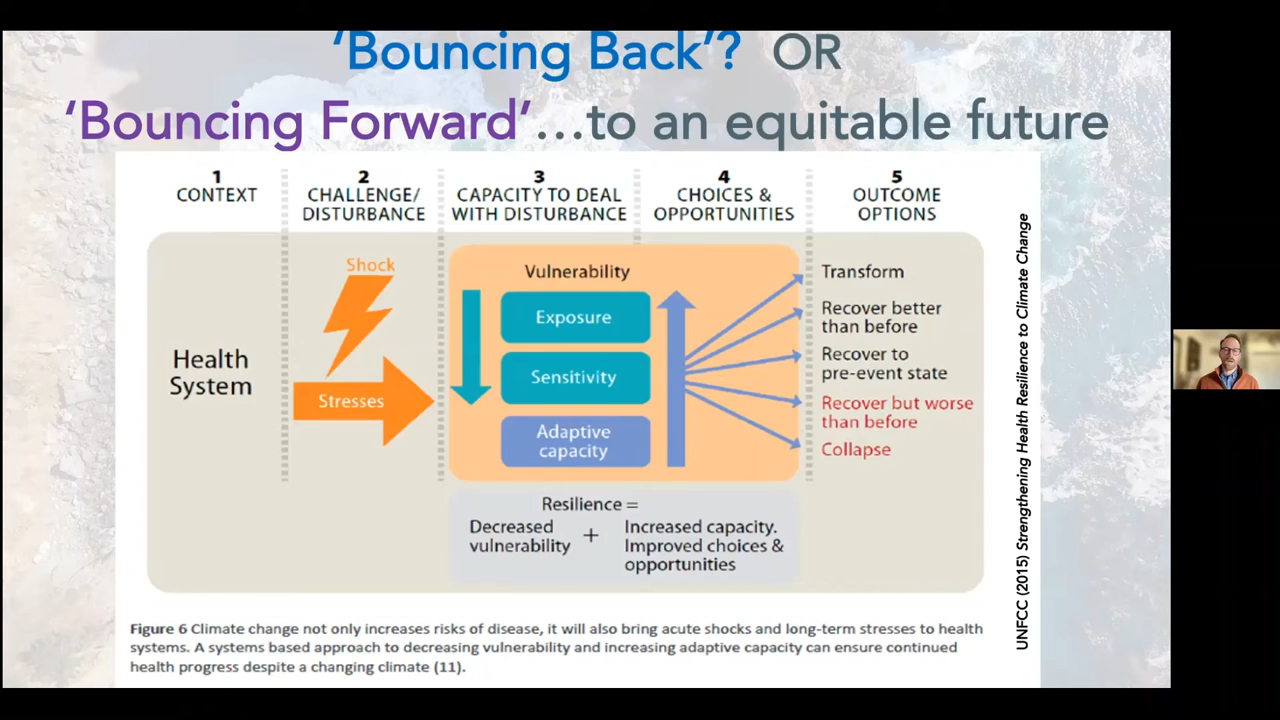 ‘Bouncing Back’? OR
‘Bouncing Forward’…to an equitable future
1
CONTEXT
2
CHALLENGE/
DISTURBANCE
3
CAPACITY TO DEAL
WITH DISTURBANCE
4
CHOICES &
OPPORTUNITIES
5
OUTCOME
OPTIONS
Health
System
Shock
Stresses
Vulnerability
Exposure
Sensitivity
Adaptive
capacity
Transform
Recover better
than before
Recover to
pre-event state
Recover but worse
than before
Collapse
Resilience =
Decreased
vulnerability
+
Increased capacity.
Improved choices &
opportunities
UNFCC (2015) Strengthening Health Resilience to Climate Change
Figure 6 Climate change not only increases risks of disease, it will also bring acute shocks and long-term stresses to health
systems. A systems based approach to decreasing vulnerability and increasing adaptive capacity can ensure continued
health progress despite a changing climate (11).